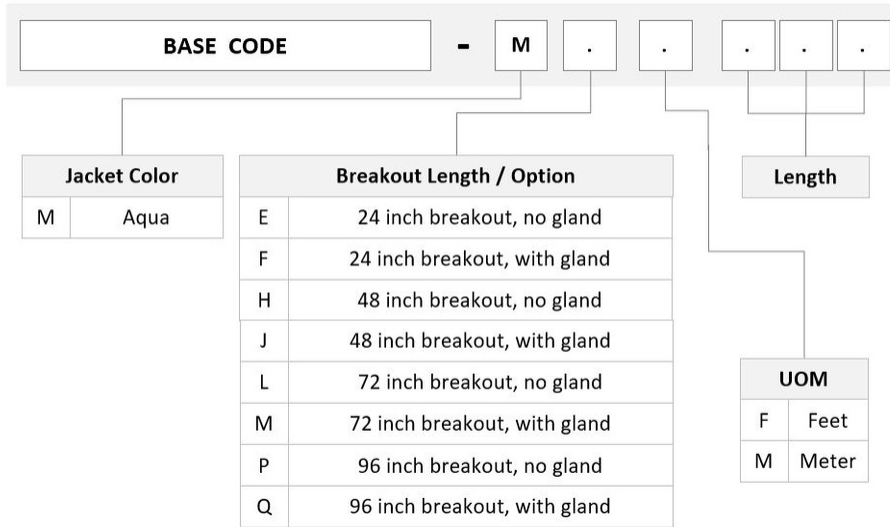 BASE CODE - M . . . . .
Jacket Color
M Aqua
Breakout Length / Option
E 24 inch breakout, no gland
F 24 inch breakout, with gland
H 48 inch breakout, no gland
J 48 inch breakout, with gland
L 72 inch breakout, no gland
M 72 inch breakout, with gland
P 96 inch breakout, no gland
Q 96 inch breakout, with gland
Length
UOM
F Feet
M Meter